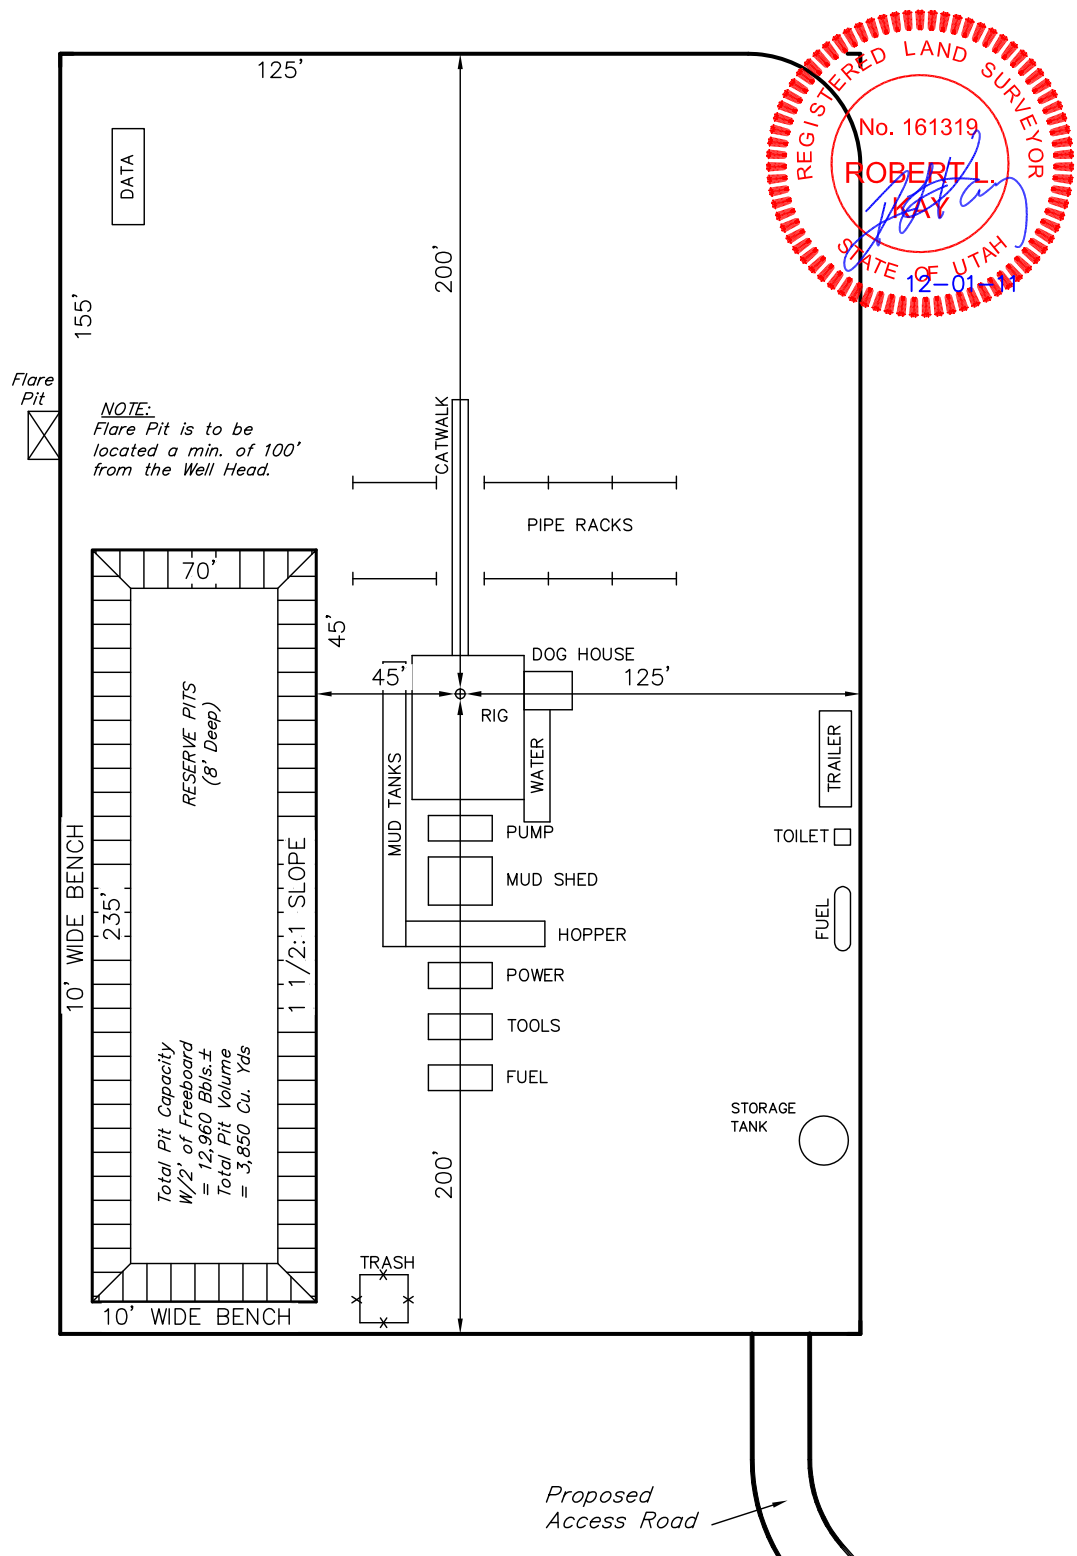 125'
DATA
REGISTERED LAND SURVEYOR
No. 161319
ROBERT L.
KAY
STATE OF UTAH
12-01-11
200'
155'
Flare
Pit
NOTE:
Flare Pit is to be
located a min. of 100'
from the Well Head.
CATWALK
PIPE RACKS
70'
45'
DOG HOUSE
45'
125'
RIG
RESERVE PITS
(8' Deep)
MUD TANKS
WATER
TRAILER
PUMP
TOILET
MUD SHED
10' WIDE BENCH
235'
1 1/2:1 SLOPE
FUEL
HOPPER
POWER
TOOLS
FUEL
Total Pit Capacity
W/2' of Freeboard
= 12,960 Bbls.±
Total Pit Volume
= 3,850 Cu. Yds
STORAGE
TANK
200'
TRASH
10' WIDE BENCH
Proposed
Access Road